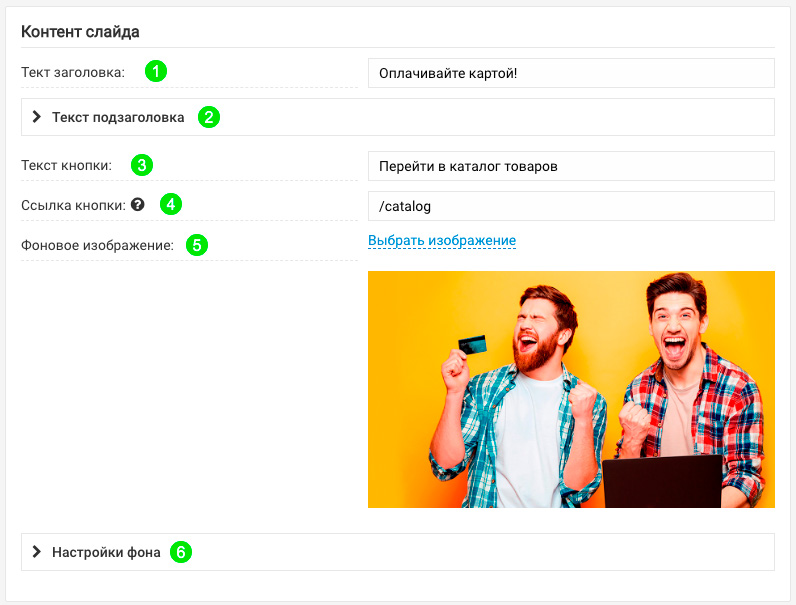 Контент слайда
Тект заголовка: 1 Оплачивайте картой!
Текст подзаголовка 2
Текст кнопки: 3 Перейти в каталог товаров
Ссылка кнопки: ? 4 /catalog
Фоновое изображение: 5 Выбрать изображение
Настройки фона 6